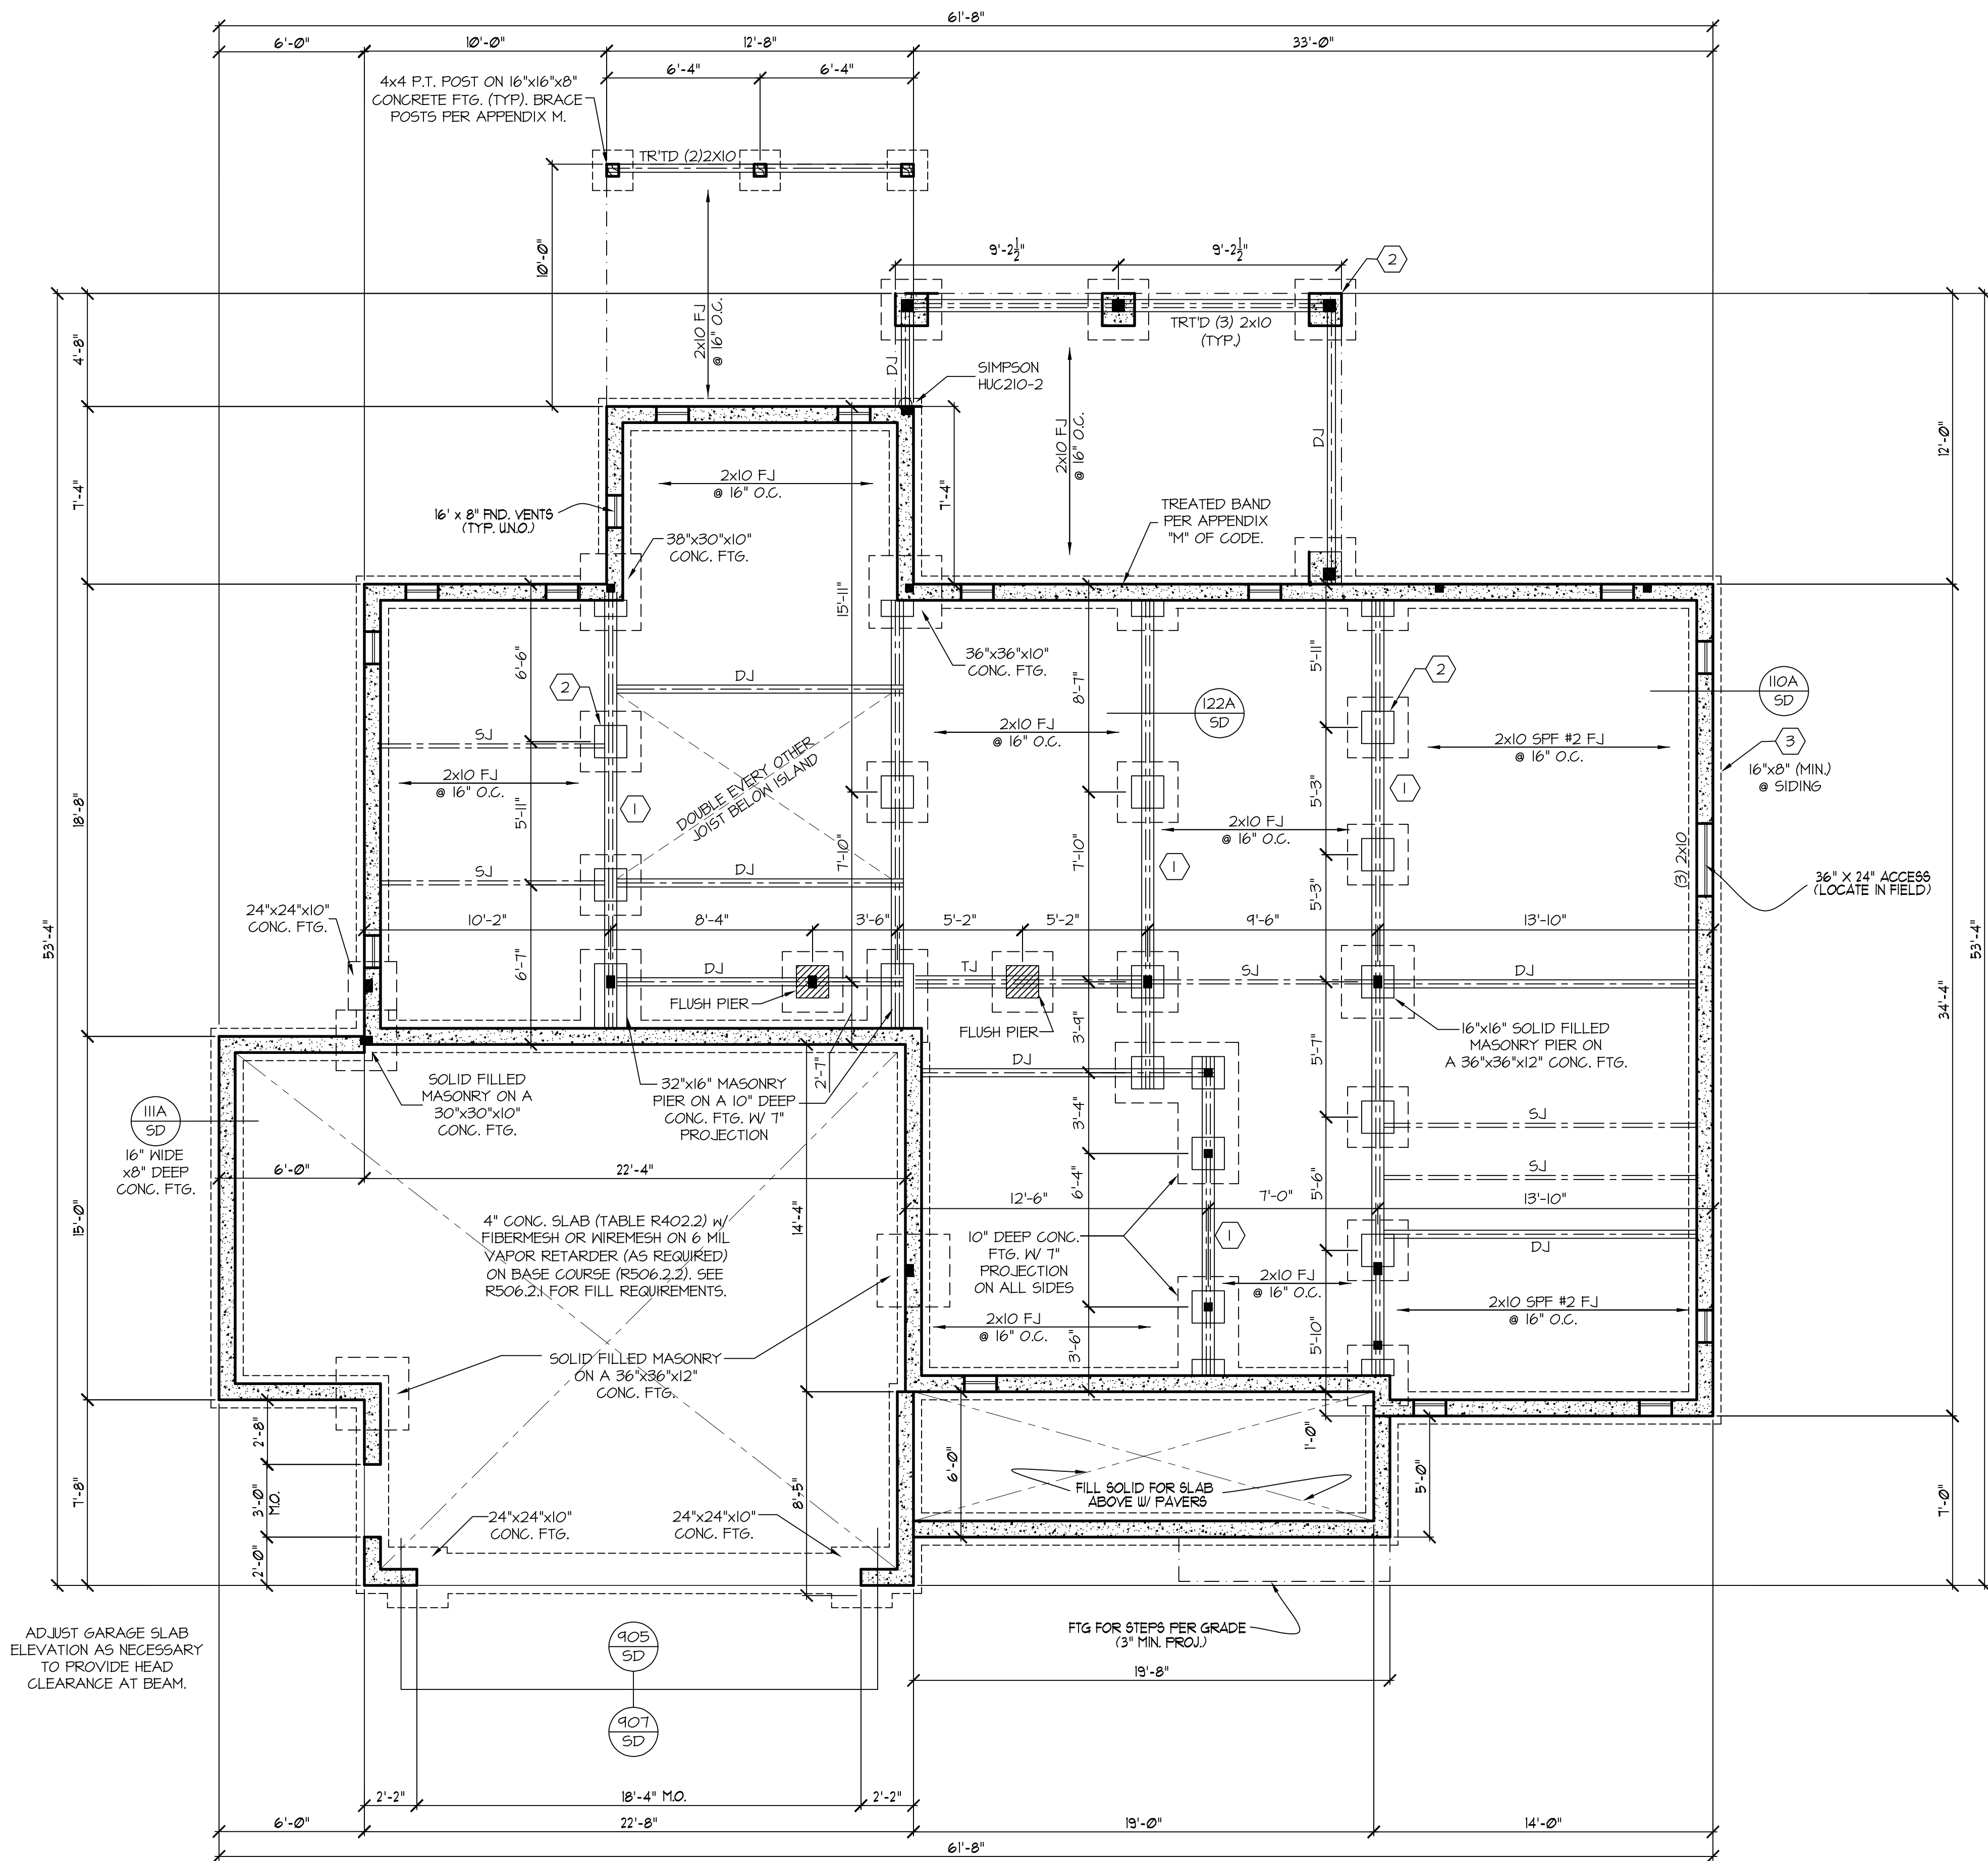 61'-8"
6'-0"
10'-0"
12'-8"
33'-0"
6'-4"
6'-4"
4x4 P.T. POST ON 16"x16"x8"
CONCRETE FTG. (TYP). BRACE
POSTS PER APPENDIX M.
TR'TD (2)2X10
10'-0"
2x10 FJ
@ 16" O.C.
9'-2½"
9'-2½"
2
TRT'D (3) 2x10
(TYP.)
DJ
SIMPSON
HUC210-2
2x10 FJ
@ 16" O.C.
DJ
4'-8"
7'-4"
18'-8"
53'-4"
15'-0"
7'-8"
12'-0"
34'-4"
53'-4"
7'-0"
2x10 FJ
@ 16" O.C.
7'-4"
16' x 8" FND. VENTS
(TYP. U.N.O.)
38"x30"x10"
CONC. FTG.
TREATED BAND
PER APPENDIX
"M" OF CODE.
15'-11"
36"x36"x10"
CONC. FTG.
6'-6"
8'-7"
5'-11"
DJ
2
2
122A
SD
110A
SD
SJ
2x10 FJ
@ 16" O.C.
2x10 FJ
@ 16" O.C.
2x10 SPF #2 FJ
@ 16" O.C.
3
16"x8" (MIN.)
@ SIDING
DOUBLE EVERY OTHER
JOIST BELOW ISLAND
1
5'-11"
5'-3"
1
2x10 FJ
@ 16" O.C.
7'-10"
7'-10"
1
(3) 2x10
36" X 24" ACCESS
(LOCATE IN FIELD)
SJ
DJ
5'-3"
24"x24"x10"
CONC. FTG.
10'-2"
8'-4"
3'-6"
5'-2"
5'-2"
9'-6"
13'-10"
6'-7"
DJ
TJ
SJ
DJ
FLUSH PIER
FLUSH PIER
3'-9"
16"x16" SOLID FILLED
MASONRY PIER ON
A 36"x36"x12" CONC. FTG.
5'-7"
DJ
2'-7"
SOLID FILLED
MASONRY ON A
30"x30"x10"
CONC. FTG.
32"x16" MASONRY
PIER ON A 10" DEEP
CONC. FTG. W/ 7"
PROJECTION
111A
SD
16" WIDE
x8" DEEP
CONC. FTG.
3'-4"
SJ
SJ
6'-0"
22'-4"
6'-4"
5'-6"
12'-6"
7'-0"
13'-10"
14'-4"
4" CONC. SLAB (TABLE R402.2) W/
FIBERMESH OR WIREMESH ON 6 MIL
VAPOR RETARDER (AS REQUIRED)
ON BASE COURSE (R506.2.2). SEE
R506.2.1 FOR FILL REQUIREMENTS.
10" DEEP CONC.
FTG. W/ 7"
PROJECTION
ON ALL SIDES
1
DJ
2x10 FJ
@ 16" O.C.
2x10 FJ
@ 16" O.C.
2x10 SPF #2 FJ
@ 16" O.C.
3'-6"
5'-10"
SOLID FILLED MASONRY
ON A 36"x36"x12"
CONC. FTG.
2'-8"
3'-0"
M.O.
2'-0"
8'-5"
6'-0"
1'-0"
5'-0"
FILL SOLID FOR SLAB
ABOVE W/ PAVERS
24"x24"x10"
CONC. FTG.
24"x24"x10"
CONC. FTG.
FTG FOR STEPS PER GRADE
(3" MIN. PROJ.)
ADJUST GARAGE SLAB
ELEVATION AS NECESSARY
TO PROVIDE HEAD
CLEARANCE AT BEAM.
905
SD
907
SD
19'-8"
2'-2"
18'-4" M.O.
2'-2"
6'-0"
22'-8"
19'-0"
14'-0"
61'-8"